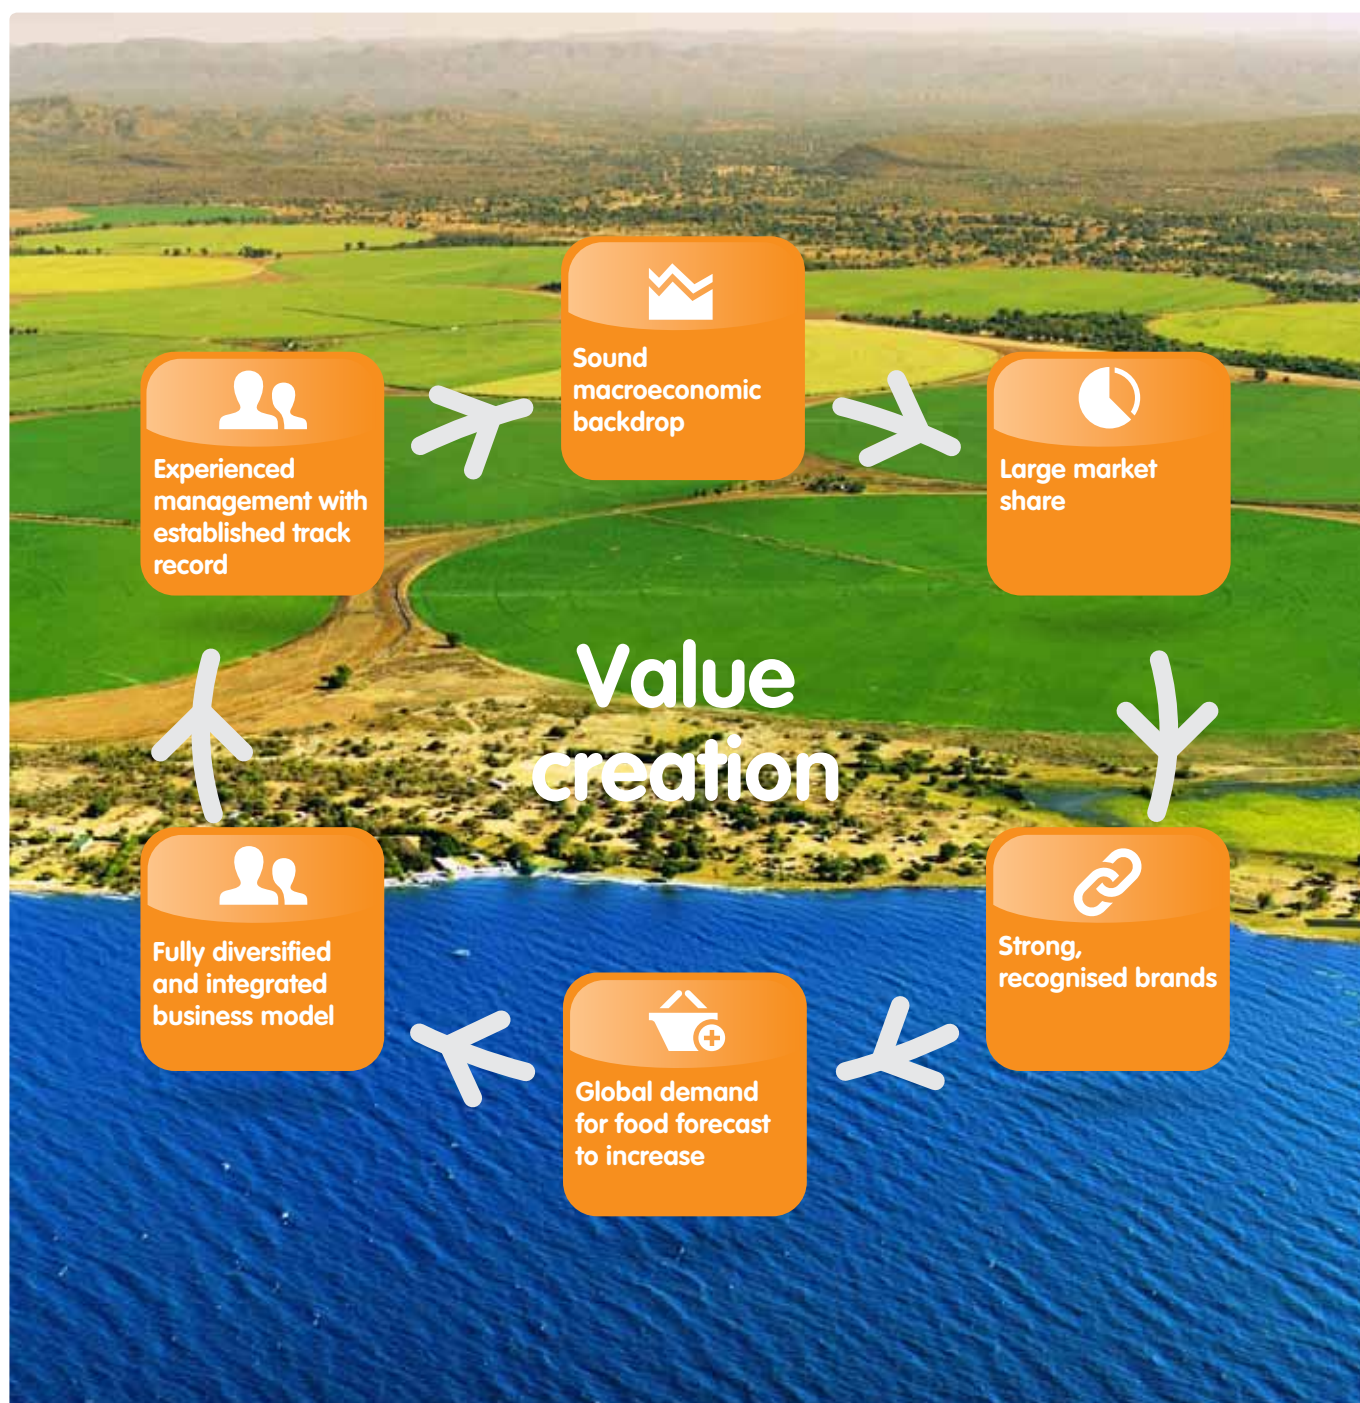 Sound
macroeconomic
backdrop
Large market
share
Strong,
recognised brands
Global demand
for food forecast
to increase
Fully diversified
and integrated
business model
Experienced
management with
established track
record
Value
creation